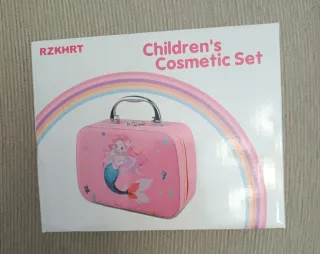 RZKHRT
Children's
Cosmetic Set